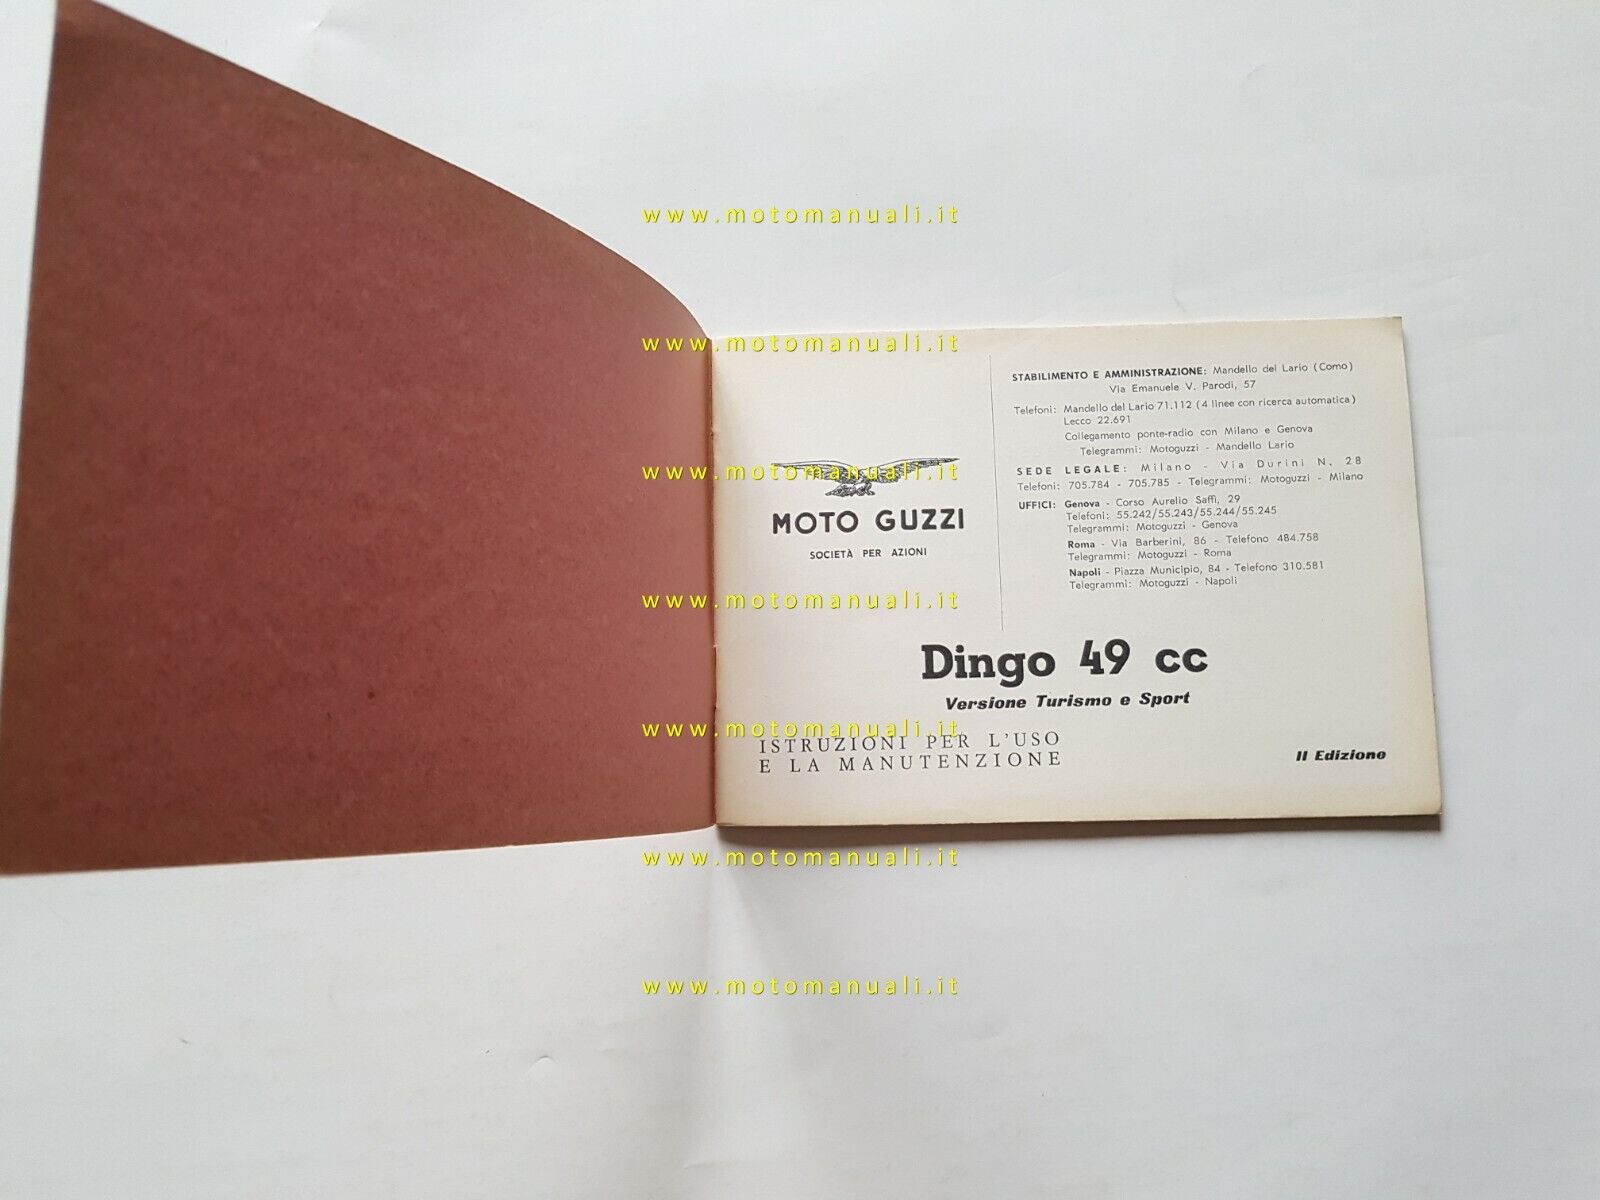 www.motomanuali.it
www.motomanuali.it
www.motomanuali.it
www.motomanuali.it
www.motomanuali.it
www.motomanuali.it
www.motomanuali.it
MOTO GUZZI
SOCIETÀ PER AZIONI
STABILIMENTO E AMMINISTRAZIONE: Mandello del Lario (Como)
Via Emanuele V. Parodi, 57
Telefoni: Mandello del Lario 71.112 (4 linee con ricerca automatica)
Lecco 22.691
Collegamento ponte-radio con Milano e Genova
Telegrammi: Motoguzzi - Mandello Lario
SEDE LEGALE: Milano - Via Durini N. 28
Telefoni: 705.784 - 705.785 - Telegrammi: Motoguzzi - Milano
UFFICI: Genova - Corso Aurelio Saffi, 29
Telefoni: 55.242/55.243/55.244/55.245
Telegrammi: Motoguzzi - Genova
Roma - Via Barberini, 86 - Telefono 484.758
Telegrammi: Motoguzzi - Roma
Napoli - Piazza Municipio, 84 - Telefono 310.581
Telegrammi: Motoguzzi - Napoli
Dingo 49 cc
Versione Turismo e Sport
ISTRUZIONI PER L'USO
E LA MANUTENZIONE
II Edizione